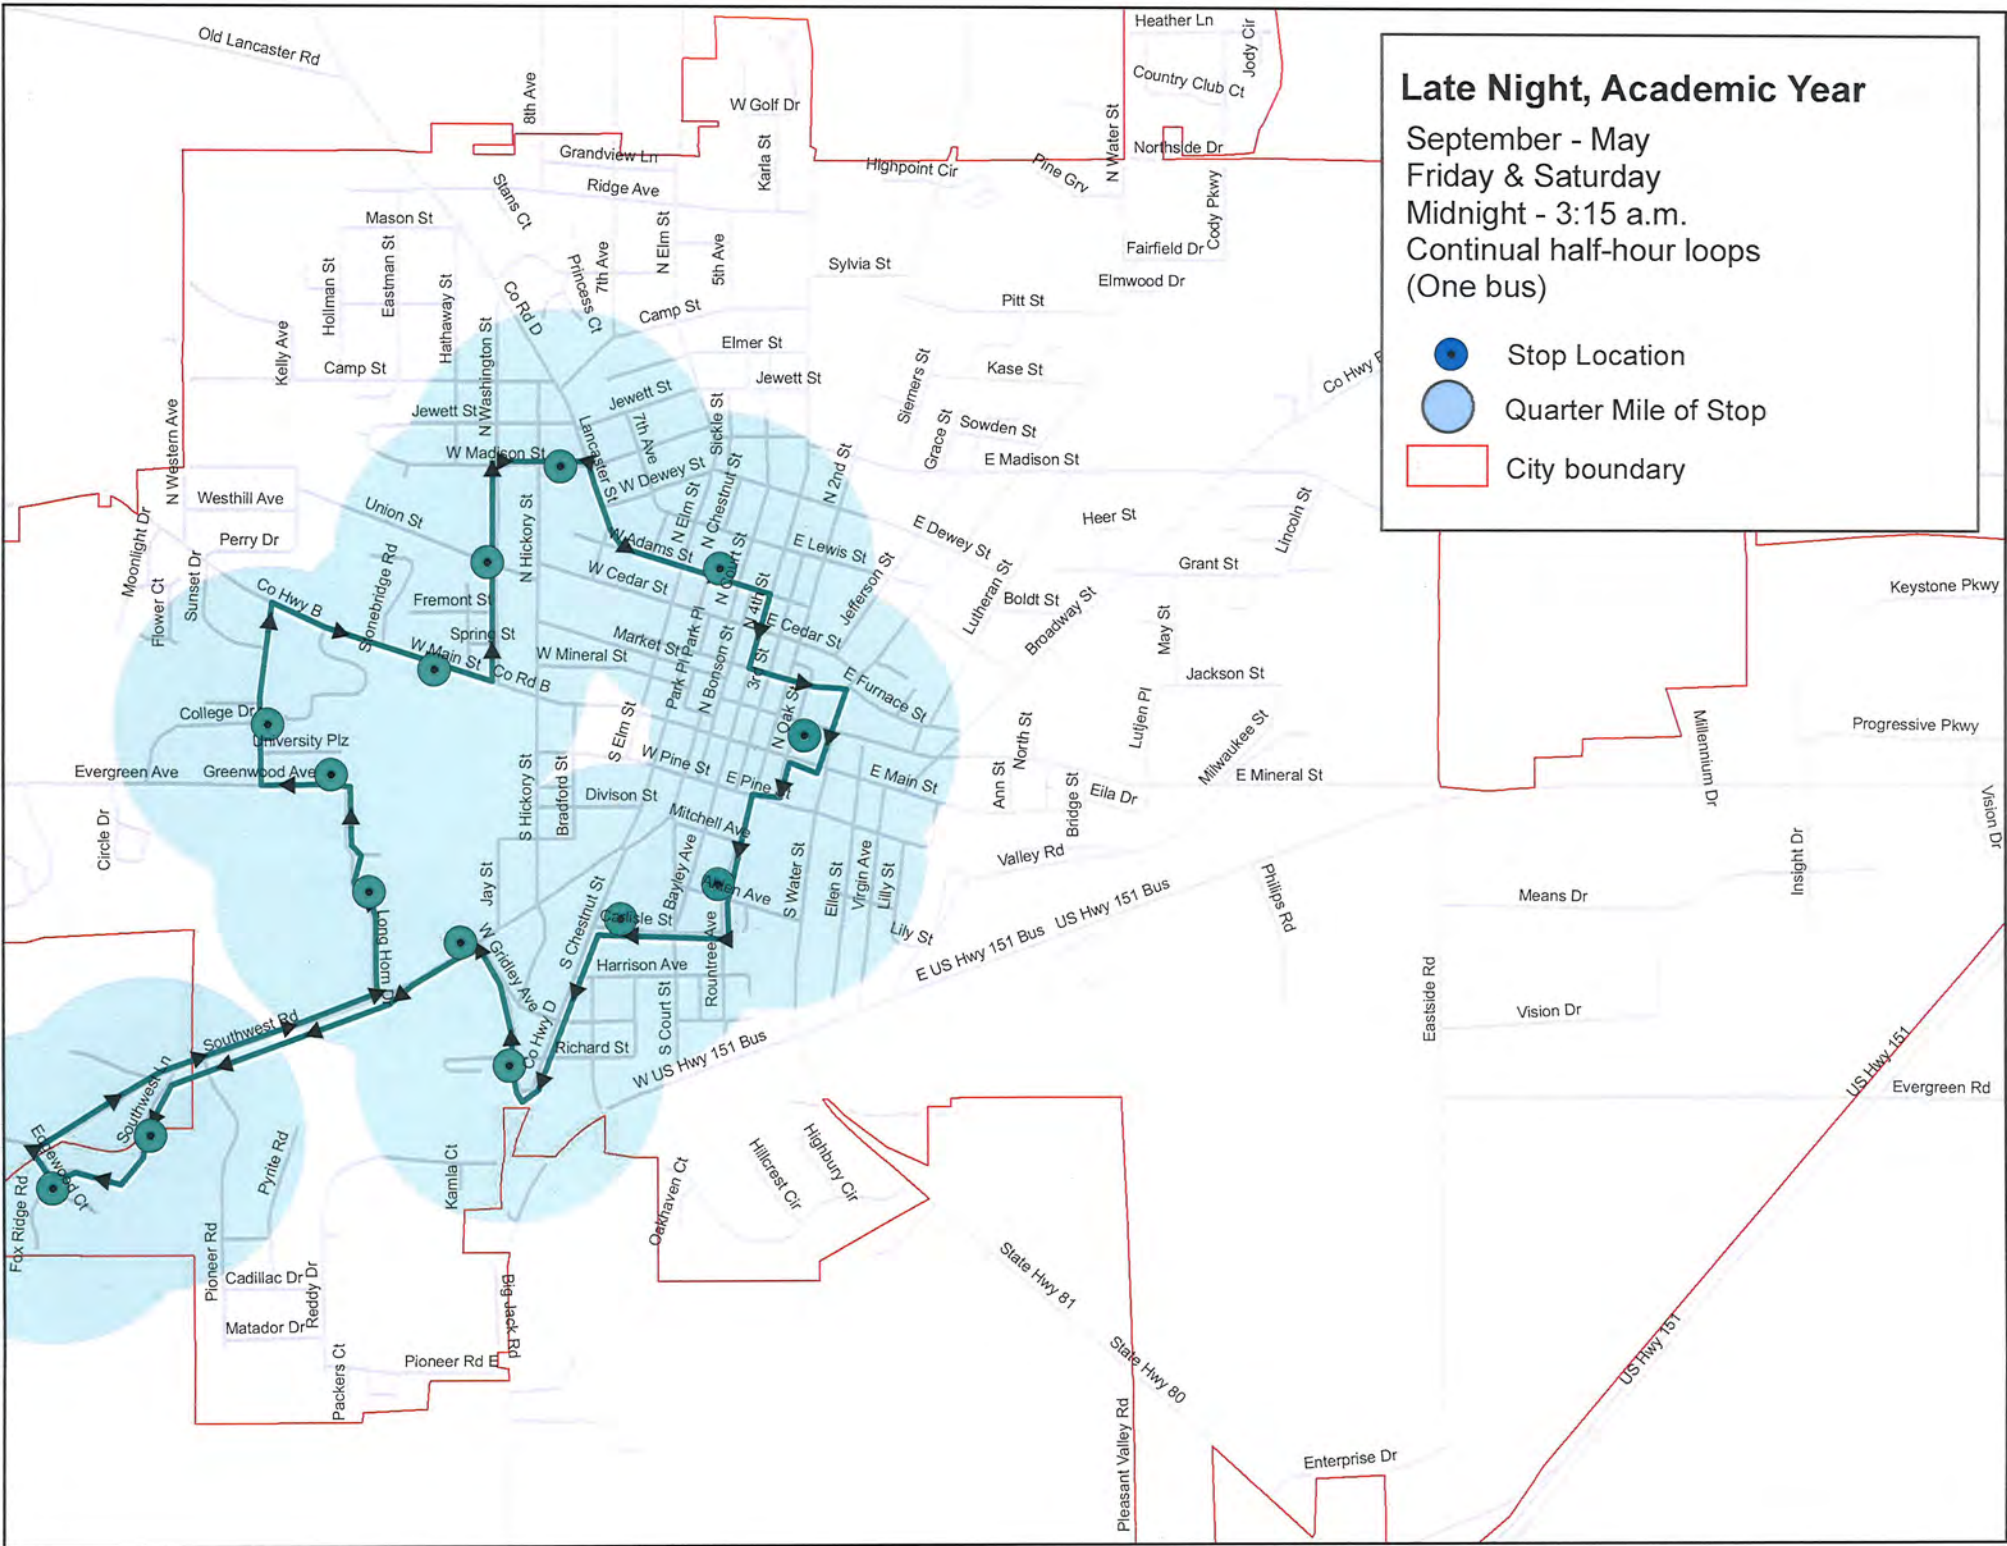 Late Night, Academic Year
September - May
Friday & Saturday
Midnight - 3:15 a.m.
Continual half-hour loops
(One bus)
Stop Location
Quarter Mile of Stop
City boundary
Old Lancaster Rd
8th Ave
W Golf Dr
Karla St
Grandview Ln
Ridge Ave
Highpoint Cir
Pine Grv
N Water St
Heather Ln
Jody Cir
Country Club Ct
Northside Dr
Cody Pkwy
Fairfield Dr
Elmwood Dr
Stans Ct
Mason St
Eastman St
Hollman St
Hathaway St
Kelly Ave
Camp St
Co Rd D
Princess Ct
7th Ave
N Elm St
5th Ave
Sylvia St
Camp St
Elmer St
Jewett St
Pitt St
Kase St
Siemers St
Grace St
Sowden St
E Madison St
N Washington St
Jewett St
Jewett St
7th Ave
Sickle St
Lancaster St
W Madison St
W Dewey St
N Western Ave
Westhill Ave
Perry Dr
Moonlight Dr
Flower Ct
Sunset Dr
Union St
Stonebridge Rd
N Hickory St
N Elm St
N Chestnut St
N 2nd St
N Adams St
N Court St
E Lewis St
E Dewey St
Heer St
Lincoln St
Co Hwy B
W Cedar St
N 4th St
E Cedar St
Jefferson St
Lutheran St
Boldt St
Grant St
Broadway St
May St
Keystone Pkwy
Fremont St
Spring St
W Main St
Co Hwy B
Co Rd B
W Mineral St
Market St
Park Pl
Park Pl
N Bonson St
3rd St
N Oak St
E Furnace St
Jackson St
Lutjen Pl
Milwaukee St
E Mineral St
Millennium Dr
Progressive Pkwy
College Dr
University Plz
Evergreen Ave
Greenwood Ave
Circle Dr
S Elm St
W Pine St
E Pine St
E Main St
North St
Ann St
Bridge St
Eila Dr
Vision Dr
S Hickory St
Bradford St
Divison St
Mitchell Ave
Bayley Ave
Alden Ave
S Water St
Ellen St
Virgin Ave
Lilly St
Lily St
Valley Rd
Philips Rd
Means Dr
Insight Dr
Jay St
Long Horn Dr
W Gridley Ave
S Chestnut St
Carlisle St
Harrison Ave
Rountree Ave
S Court St
E US Hwy 151 Bus
US Hwy 151 Bus
Eastside Rd
Vision Dr
Southwest Rd
Southwest Ln
Co Hwy D
Richard St
W US Hwy 151 Bus
US Hwy 151
Evergreen Rd
Edgewood Ct
Fox Ridge Rd
Pyrite Rd
Pioneer Rd
Kamla Ct
Oakhaven Ct
Hillcrest Cir
Highbury Cir
State Hwy 81
State Hwy 80
Cadillac Dr
Reddy Dr
Matador Dr
Packers Ct
Pioneer Rd E
Big Jack Rd
Pleasant Valley Rd
Enterprise Dr
US Hwy 151